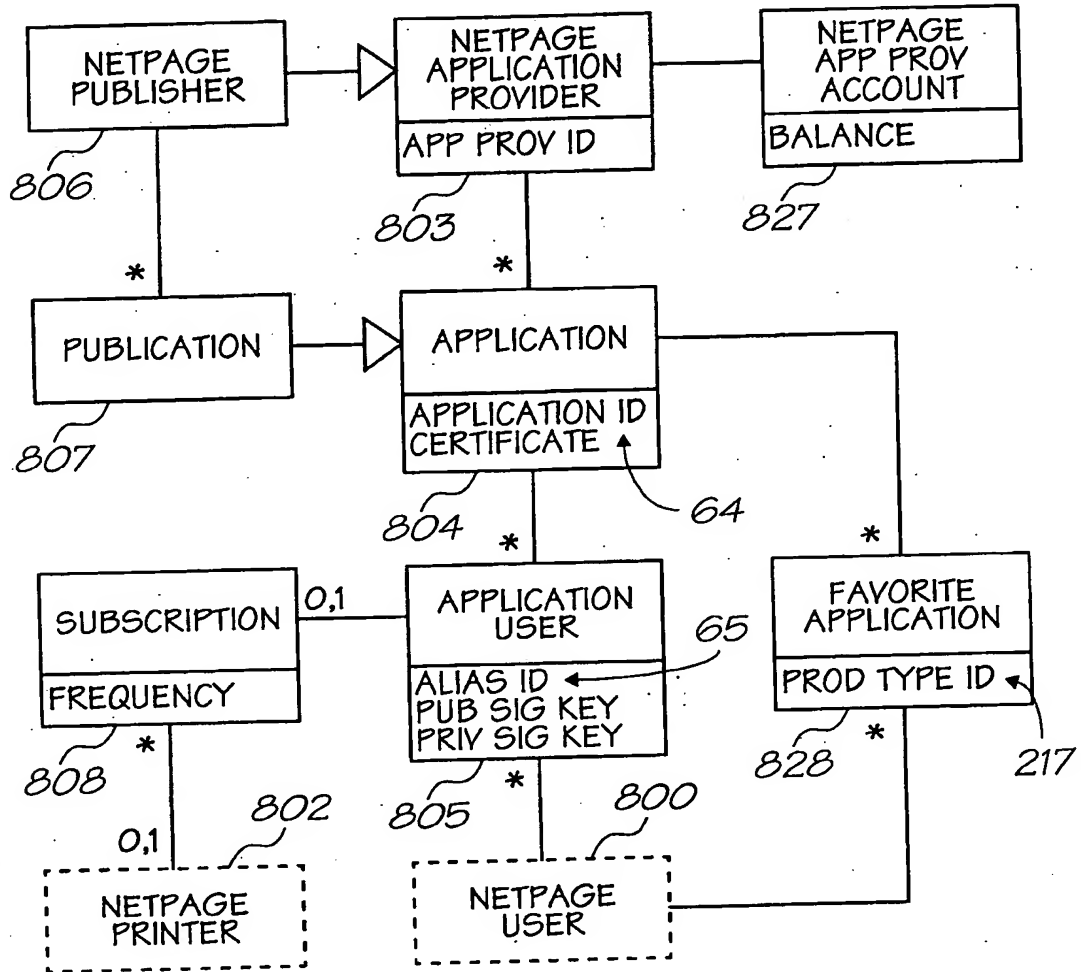 NETPAGE
PUBLISHER
806
NETPAGE
APPLICATION
PROVIDER
APP PROV ID
803
NETPAGE
APP PROV
ACCOUNT
BALANCE
827
*
*
PUBLICATION
807
APPLICATION
APPLICATION ID
CERTIFICATE
804
64
*
*
SUBSCRIPTION
FREQUENCY
808
0,1
APPLICATION
USER
ALIAS ID
PUB SIG KEY
PRIV SIG KEY
805
65
FAVORITE
APPLICATION
PROD TYPE ID
828
217
*
*
*
0,1
802
NETPAGE
PRINTER
800
NETPAGE
USER